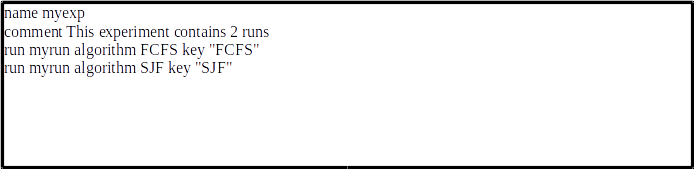 name myexp
comment This experiment contains 2 runs
run myrun algorithm FCFS key "FCFS"
run myrun algorithm SJF key "SJF"